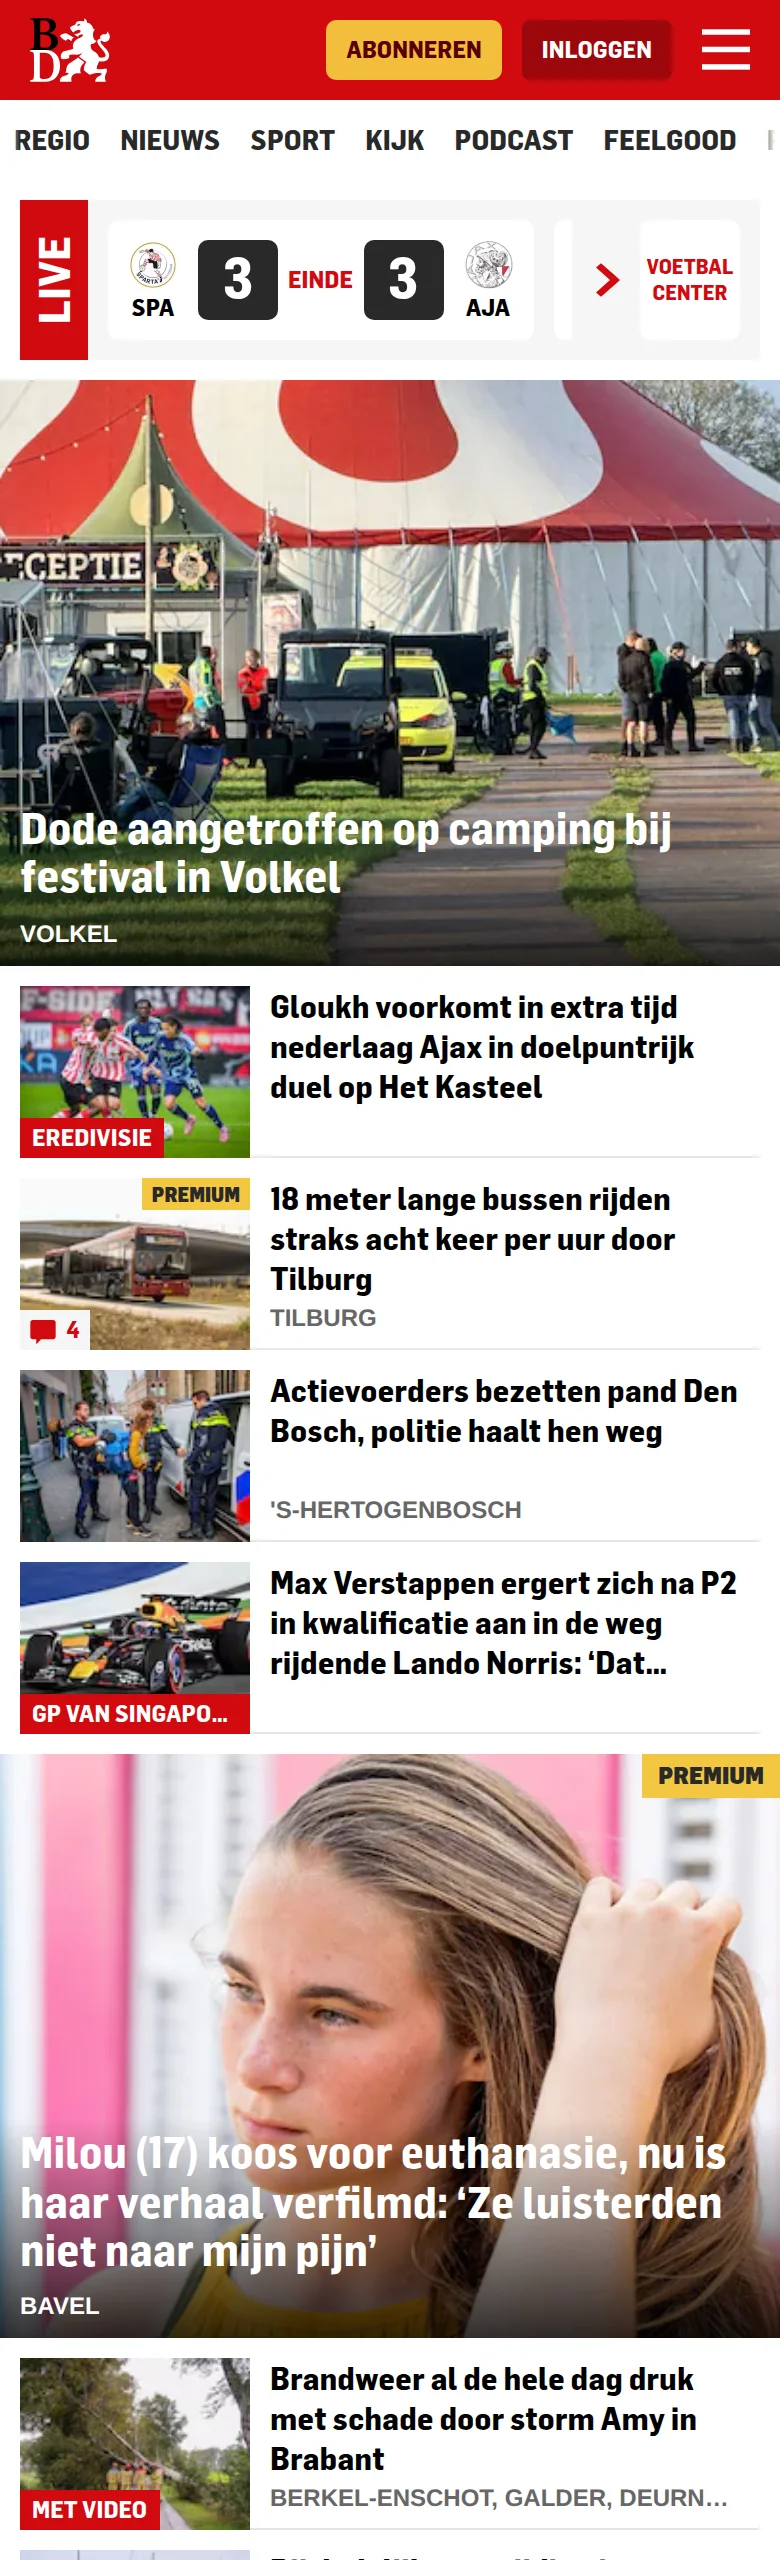 BD
ABONNEREN
INLOGGEN
REGIO NIEUWS SPORT KIJK PODCAST FEELGOOD
LIVE
SPA
3
EINDE
3
AJA
VOETBAL
CENTER
CEPTIE
Dode aangetroffen op camping bij
festival in Volkel
VOLKEL
F-SIDE
EREDIVISIE
Gloukh voorkomt in extra tijd
nederlaag Ajax in doelpuntrijk
duel op Het Kasteel
PREMIUM
4
18 meter lange bussen rijden
straks acht keer per uur door
Tilburg
TILBURG
Actievoerders bezetten pand Den
Bosch, politie haalt hen weg
'S-HERTOGENBOSCH
GP VAN SINGAPO...
Max Verstappen ergert zich na P2
in kwalificatie aan in de weg
rijdende Lando Norris: ‘Dat...
PREMIUM
Milou (17) koos voor euthanasie, nu is
haar verhaal verfilmd: ‘Ze luisterden
niet naar mijn pijn’
BAVEL
MET VIDEO
Brandweer al de hele dag druk
met schade door storm Amy in
Brabant
BERKEL-ENSCHOT, GALDER, DEURN...